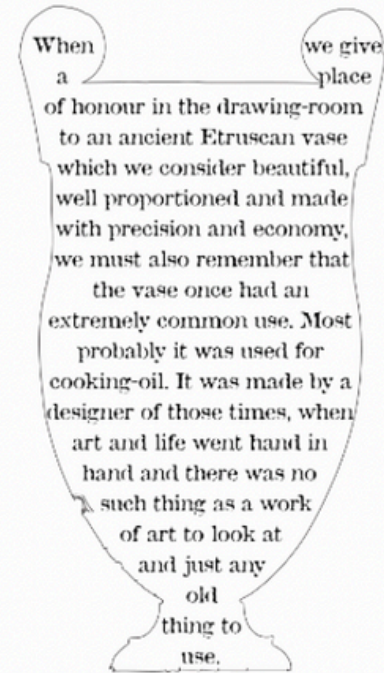 When we give
a place
of honour in the drawing-room
to an ancient Etruscan vase
which we consider beautiful,
well proportioned and made
with precision and economy,
we must also remember that
the vase once had an
extremely common use. Most
probably it was used for
cooking-oil. It was made by a
designer of those times, when
art and life went hand in
hand and there was no
such thing as a work
of art to look at
and just any
old
thing to
use.